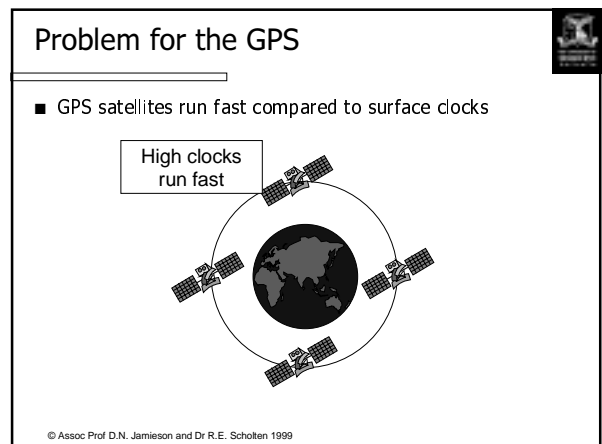 Problem for the GPS
■ GPS satellites run fast compared to surface clocks
High clocks
run fast
© Assoc Prof D.N. Jamieson and Dr R.E. Scholten 1999